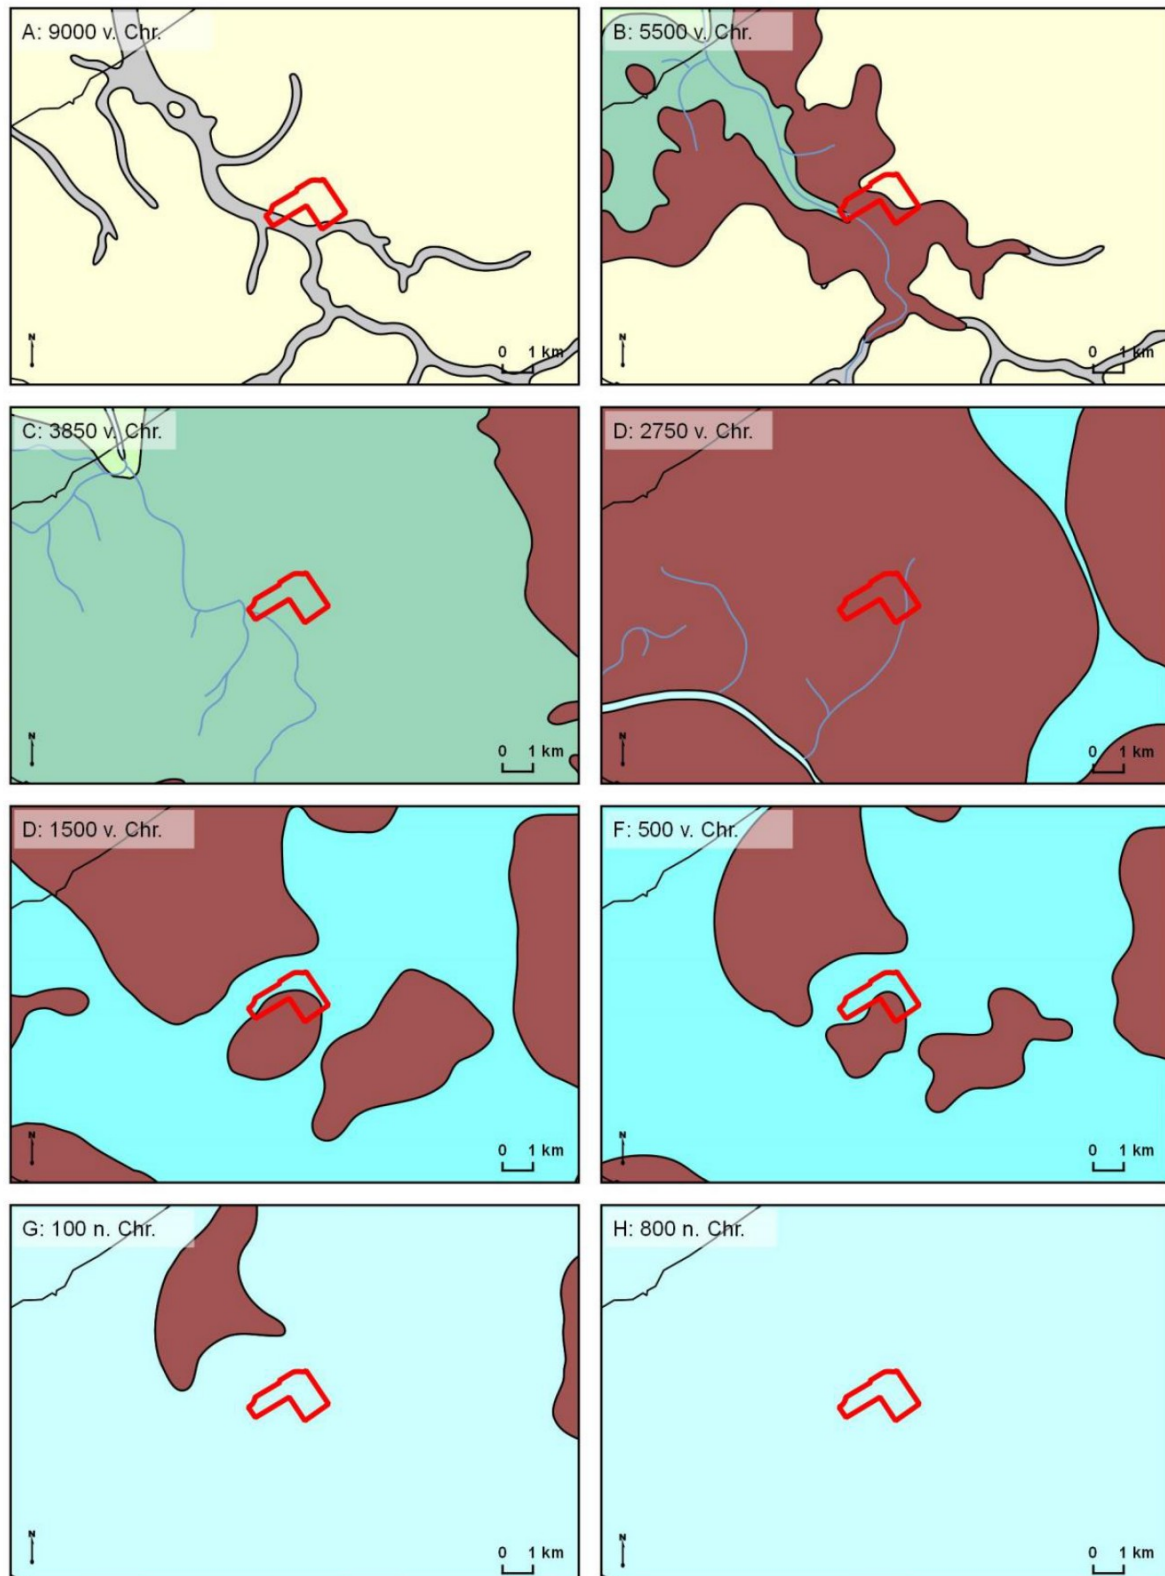 A: 9000 v. Chr.
N
0 1 km
B: 5500 v. Chr.
N
0 1 km
C: 3850 v. Chr.
N
0 1 km
D: 2750 v. Chr.
N
0 1 km
D: 1500 v. Chr.
N
0 1 km
F: 500 v. Chr.
N
0 1 km
G: 100 n. Chr.
N
0 1 km
H: 800 n. Chr.
N
0 1 km